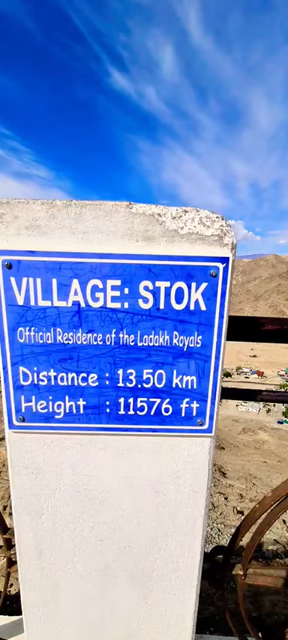 VILLAGE: STOK
Official Residence of the Ladakh Royals
Distance : 13.50 km
Height : 11576 ft